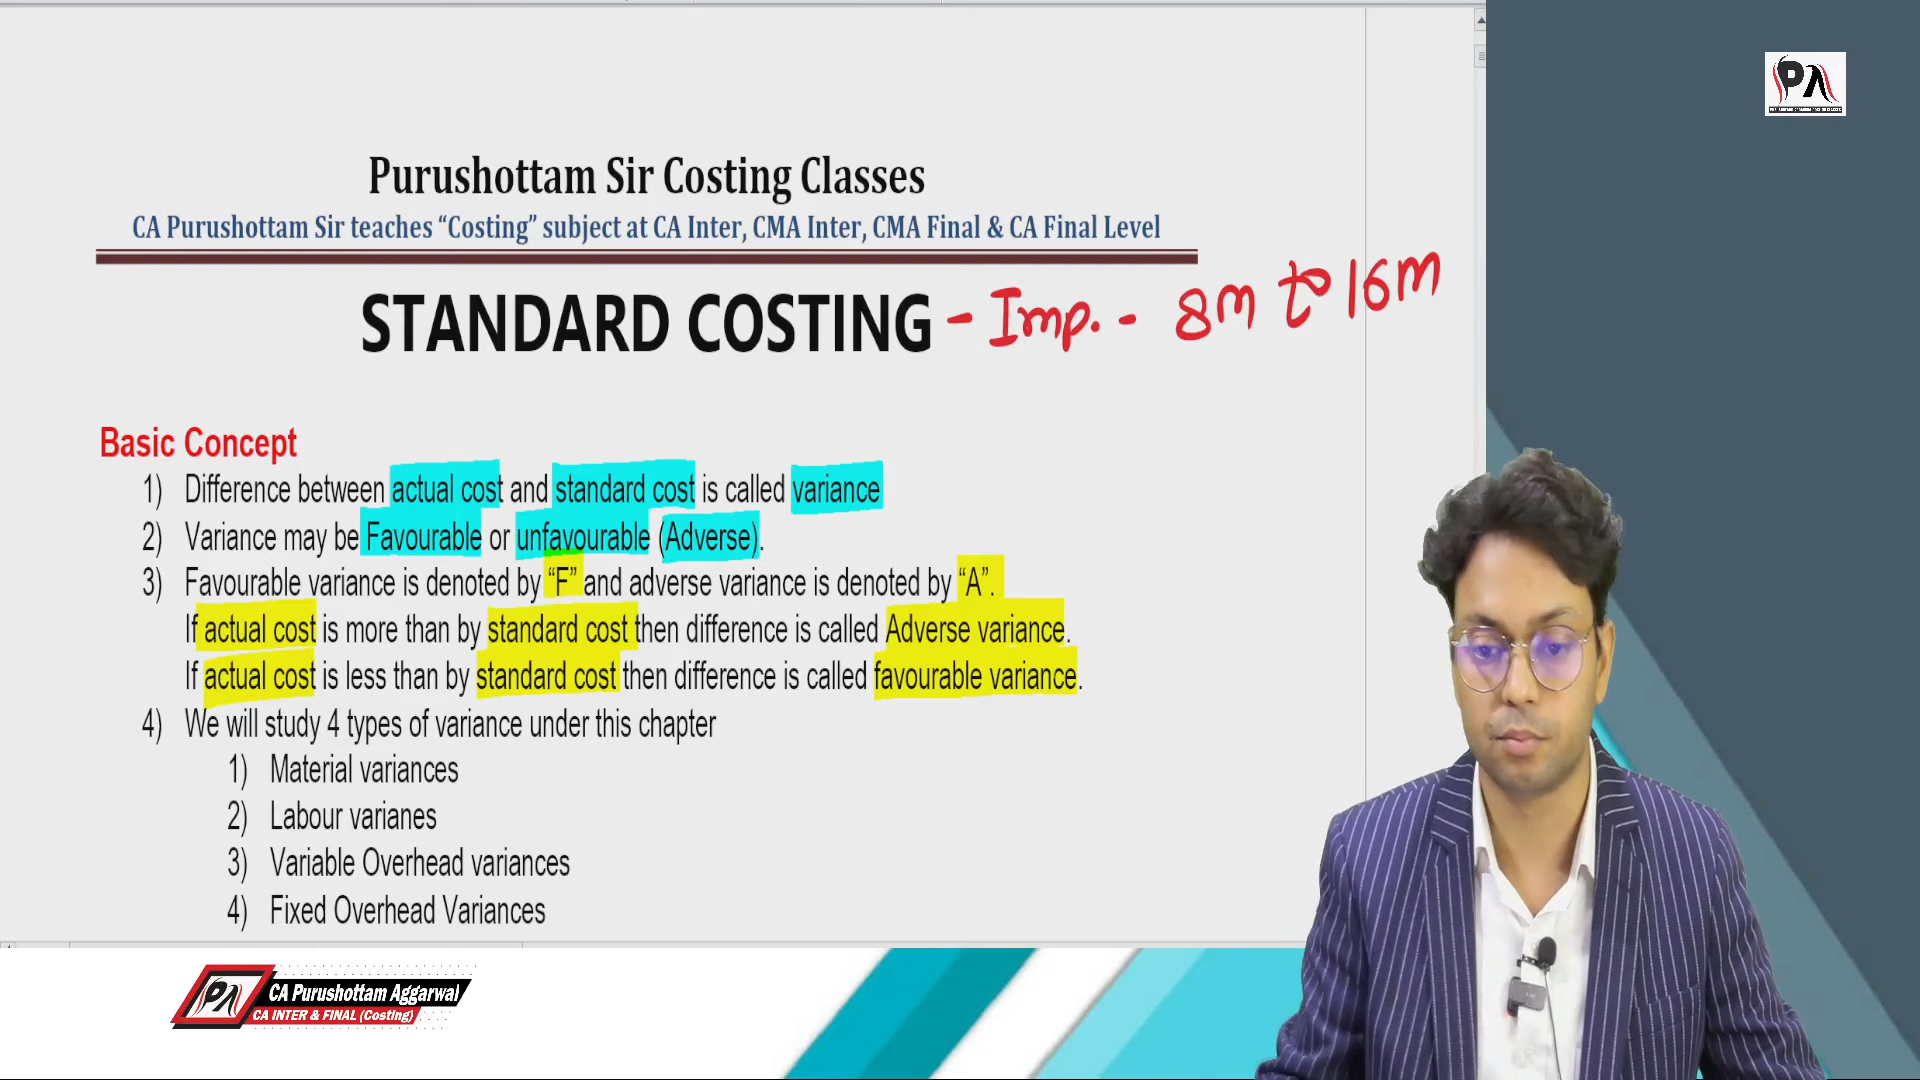 PA
Purushottam Sir Costing Classes
CA Purushottam Sir teaches “Costing” subject at CA Inter, CMA Inter, CMA Final & CA Final Level
STANDARD COSTING - Imp. - 8m to 16m
Basic Concept
1) Difference between actual cost and standard cost is called variance
2) Variance may be Favourable or unfavourable (Adverse).
3) Favourable variance is denoted by “F” and adverse variance is denoted by “A”.
If actual cost is more than by standard cost then difference is called Adverse variance.
If actual cost is less than by standard cost then difference is called favourable variance.
4) We will study 4 types of variance under this chapter
1) Material variances
2) Labour varianes
3) Variable Overhead variances
4) Fixed Overhead Variances
PA CA Purushottam Aggarwal
CA INTER & FINAL (Costing)